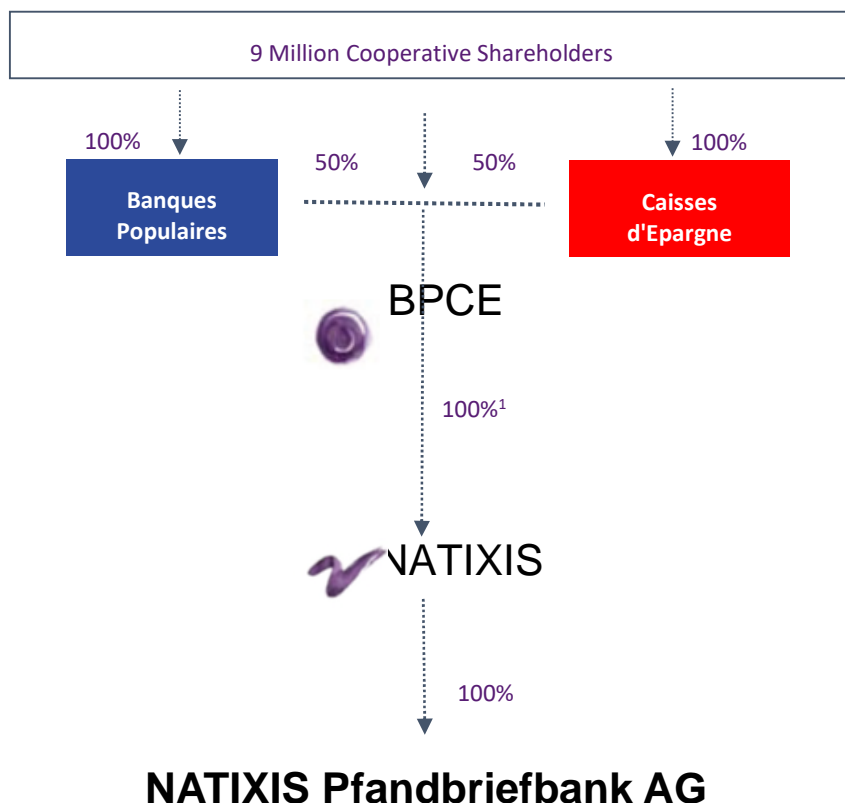 9 Million Cooperative Shareholders
100%
100%
50%
50%
Banques
Populaires
Caisses
d'Epargne
BPCE
100%¹
NATIXIS
100%
NATIXIS Pfandbriefbank AG